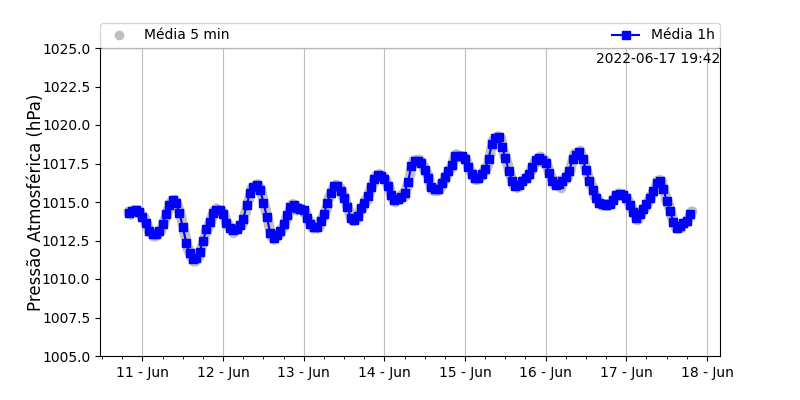 Média 5 min
Média 1h
2022-06-17 19:42
Pressão Atmosférica (hPa)
1025.0
1022.5
1020.0
1017.5
1015.0
1012.5
1010.0
1007.5
1005.0
11 - Jun
12 - Jun
13 - Jun
14 - Jun
15 - Jun
16 - Jun
17 - Jun
18 - Jun